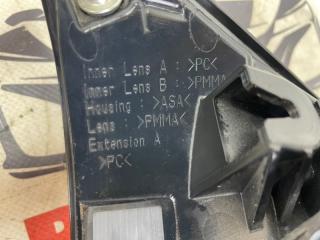 Inner Lens A : >PC<
Inner Lens B : >PMMA
Housing : >ASA<
Lens : >PMMA<
Extension A
>PC<